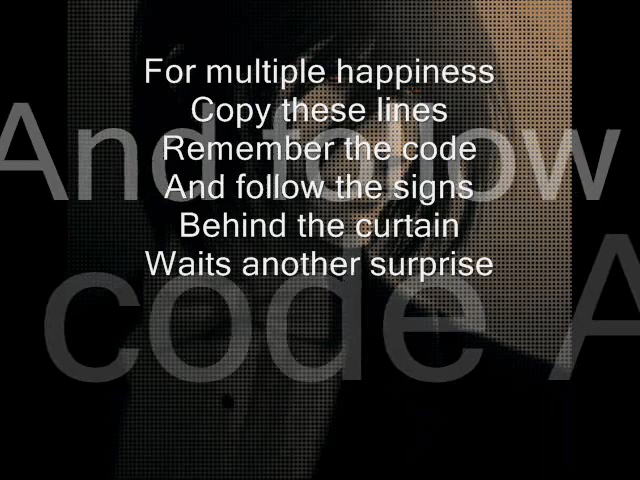 For multiple happiness
Copy these lines
Remember the code
And follow the signs
Behind the curtain
Waits another surprise
And follow
code A